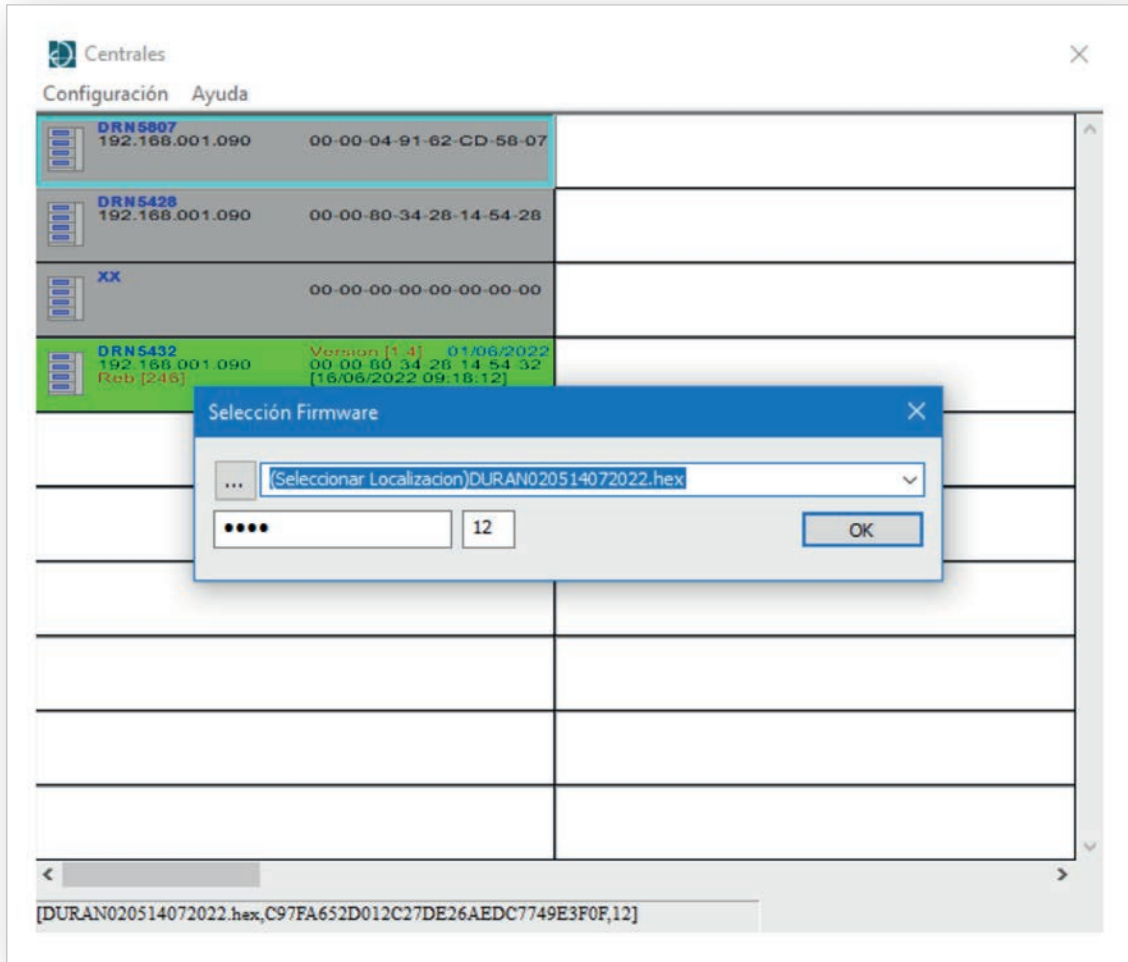 Centrales
Configuración Ayuda
DRN5807
192.168.001.090 00-00-04-91-62-CD-58-07
DRN5428
192.168.001.090 00-00-80-34-28-14-54-28
XX
00-00-00-00-00-00-00-00
DRN5432 Version [1.4] 01/06/2022
192.168.001.090 00-00-80-34-28-14-54-32
Reb [246] [16/06/2022 09:18:12]
Selección Firmware
... (Seleccionar Localizacion)DURAN020514072022.hex
•••• 12 OK
[DURAN020514072022.hex,C97FA652D012C27DE26AEDC7749E3F0F,12]